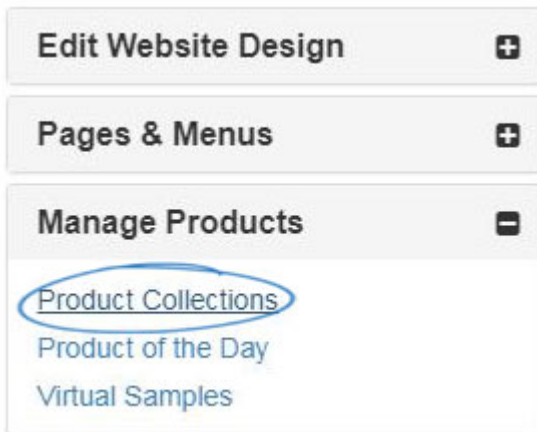 Edit Website Design
Pages & Menus
Manage Products
Product Collections
Product of the Day
Virtual Samples